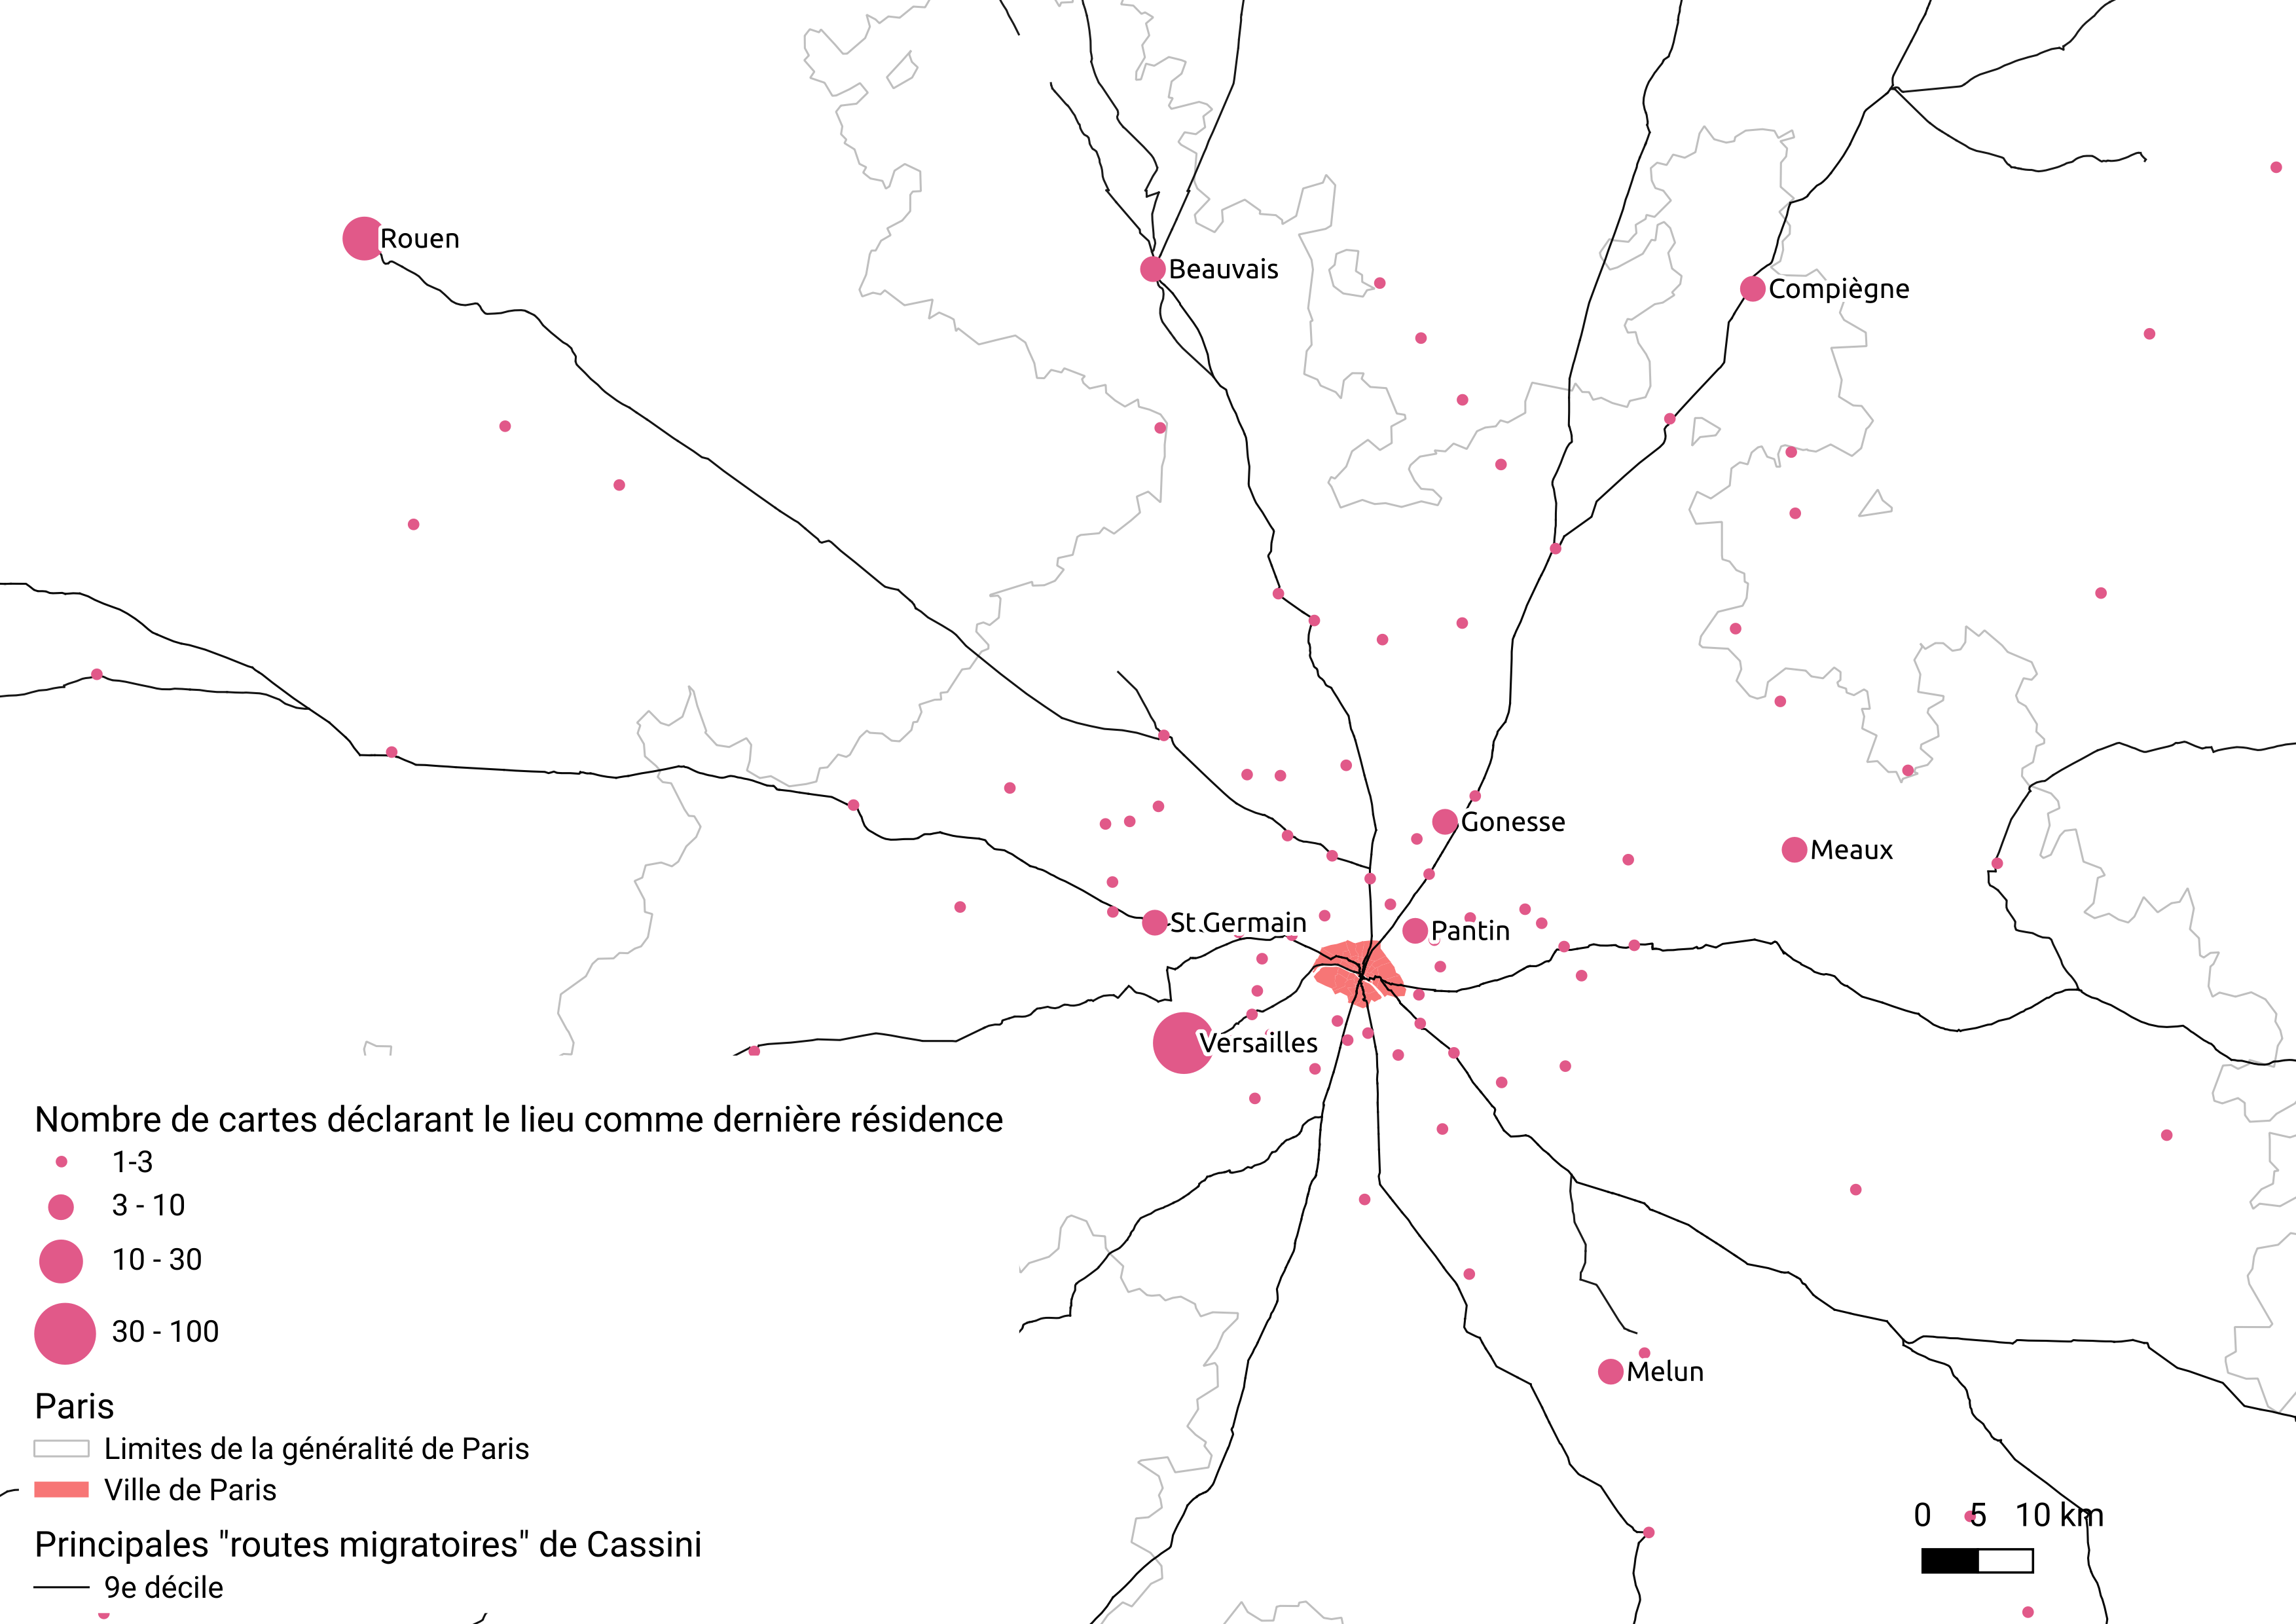 Rouen
Beauvais
Compiègne
Gonesse
Meaux
St Germain
Pantin
Versailles
Nombre de cartes déclarant le lieu comme dernière résidence
1-3
3 - 10
10 - 30
30 - 100
Melun
Paris
Limites de la généralité de Paris
Ville de Paris
Principales "routes migratoires" de Cassini
9e décile
0 5 10 km